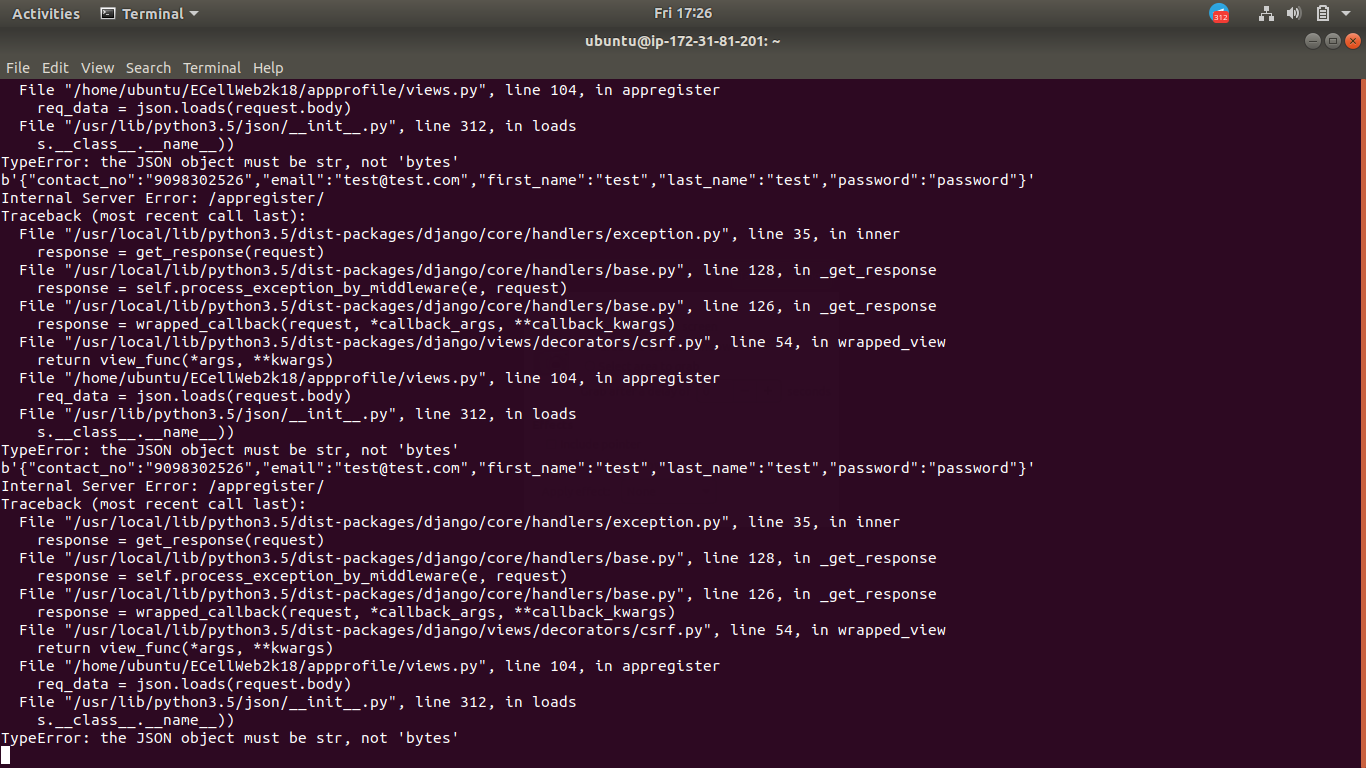 Activities Terminal Fri 17:26 312
ubuntu@ip-172-31-81-201: ~
File Edit View Search Terminal Help
  File "/home/ubuntu/ECellWeb2k18/appprofile/views.py", line 104, in appregister
    req_data = json.loads(request.body)
  File "/usr/lib/python3.5/json/__init__.py", line 312, in loads
    s.__class__.__name__))
TypeError: the JSON object must be str, not 'bytes'
b'{"contact_no":"9098302526","email":"test@test.com","first_name":"test","last_name":"test","password":"password"}'
Internal Server Error: /appregister/
Traceback (most recent call last):
  File "/usr/local/lib/python3.5/dist-packages/django/core/handlers/exception.py", line 35, in inner
    response = get_response(request)
  File "/usr/local/lib/python3.5/dist-packages/django/core/handlers/base.py", line 128, in _get_response
    response = self.process_exception_by_middleware(e, request)
  File "/usr/local/lib/python3.5/dist-packages/django/core/handlers/base.py", line 126, in _get_response
    response = wrapped_callback(request, *callback_args, **callback_kwargs)
  File "/usr/local/lib/python3.5/dist-packages/django/views/decorators/csrf.py", line 54, in wrapped_view
    return view_func(*args, **kwargs)
  File "/home/ubuntu/ECellWeb2k18/appprofile/views.py", line 104, in appregister
    req_data = json.loads(request.body)
  File "/usr/lib/python3.5/json/__init__.py", line 312, in loads
    s.__class__.__name__))
TypeError: the JSON object must be str, not 'bytes'
b'{"contact_no":"9098302526","email":"test@test.com","first_name":"test","last_name":"test","password":"password"}'
Internal Server Error: /appregister/
Traceback (most recent call last):
  File "/usr/local/lib/python3.5/dist-packages/django/core/handlers/exception.py", line 35, in inner
    response = get_response(request)
  File "/usr/local/lib/python3.5/dist-packages/django/core/handlers/base.py", line 128, in _get_response
    response = self.process_exception_by_middleware(e, request)
  File "/usr/local/lib/python3.5/dist-packages/django/core/handlers/base.py", line 126, in _get_response
    response = wrapped_callback(request, *callback_args, **callback_kwargs)
  File "/usr/local/lib/python3.5/dist-packages/django/views/decorators/csrf.py", line 54, in wrapped_view
    return view_func(*args, **kwargs)
  File "/home/ubuntu/ECellWeb2k18/appprofile/views.py", line 104, in appregister
    req_data = json.loads(request.body)
  File "/usr/lib/python3.5/json/__init__.py", line 312, in loads
    s.__class__.__name__))
TypeError: the JSON object must be str, not 'bytes'